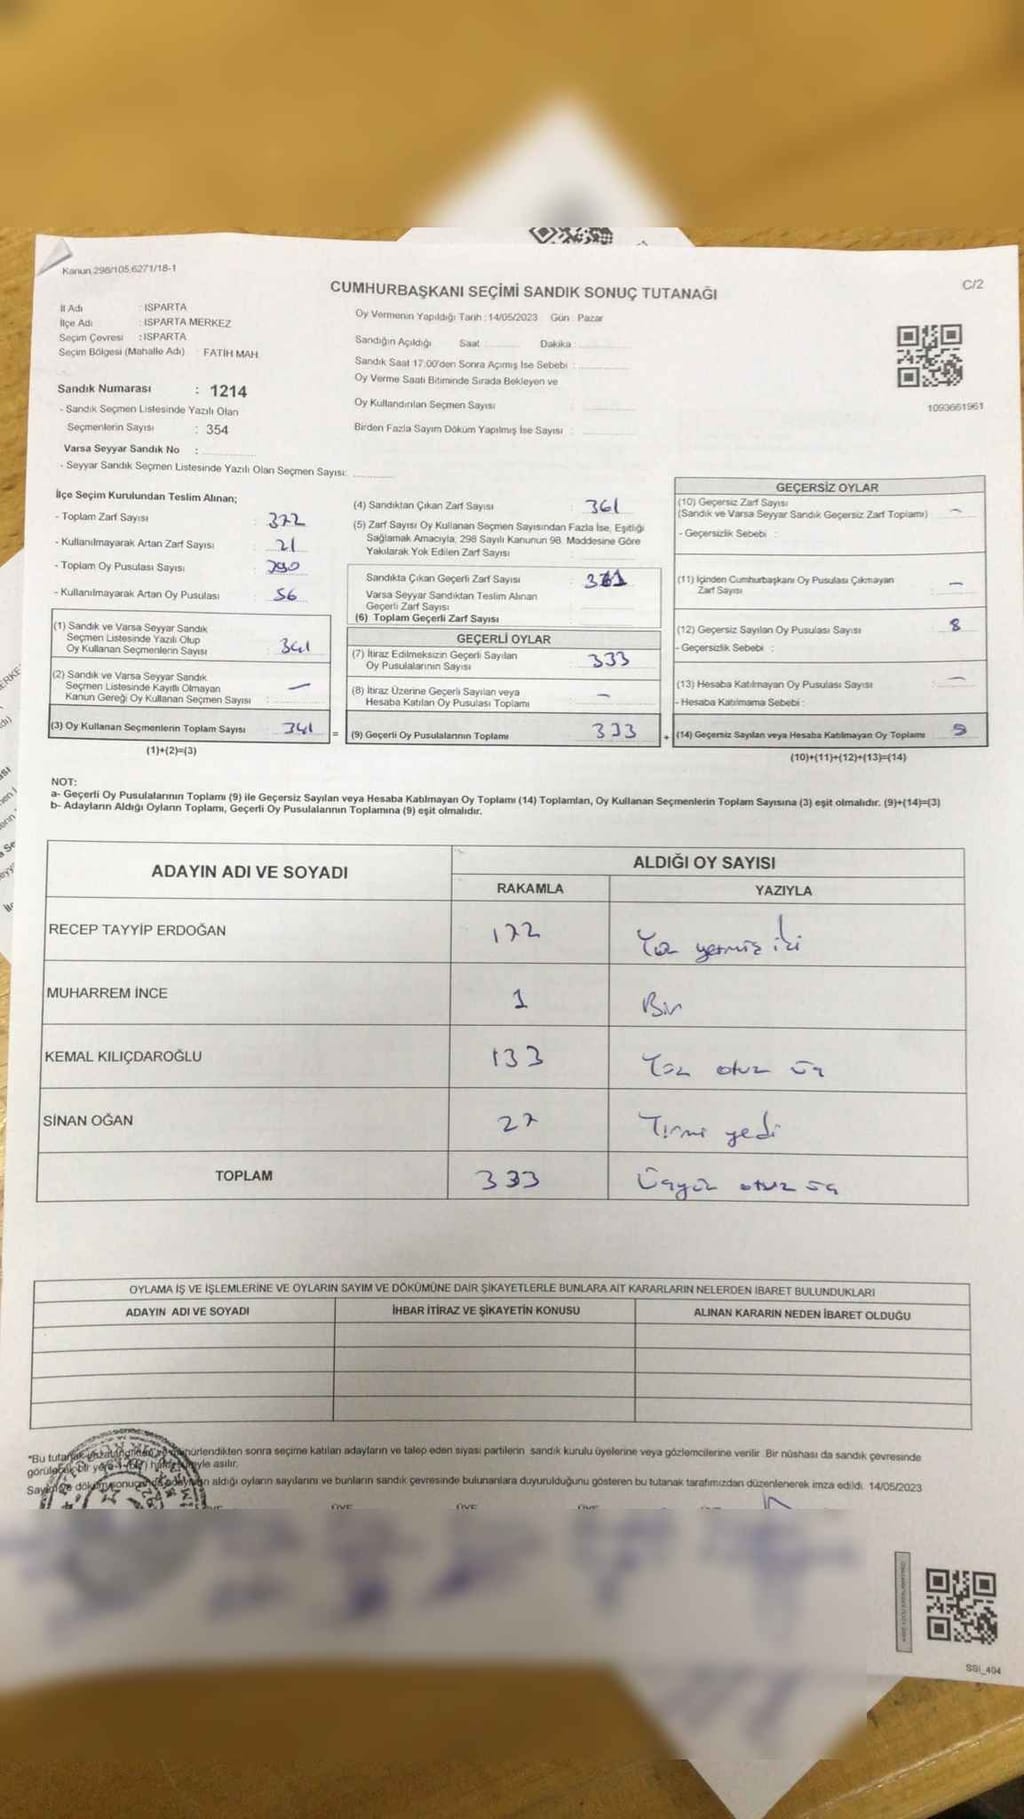 Kanun 298/105,6271/18-1
CUMHURBAŞKANI SEÇİMİ SANDIK SONUÇ TUTANAĞI
C/2
İl Adı : ISPARTA
İlçe Adı : ISPARTA MERKEZ
Seçim Çevresi : ISPARTA
Seçim Bölgesi (Mahalle Adı) : FATİH MAH.
Sandık Numarası : 1214
- Sandık Seçmen Listesinde Yazılı Olan
Seçmenlerin Sayısı : 354
Varsa Seyyar Sandık No :
- Seyyar Sandık Seçmen Listesinde Yazılı Olan Seçmen Sayısı:
Oy Vermenin Yapıldığı Tarih : 14/05/2023 Gün : Pazar
Sandığın Açıldığı Saat Dakika :
Sandık Saat 17:00'den Sonra Açımış İse Sebebi :
Oy Verme Saati Bitiminde Sırada Bekleyen ve
Oy Kullandırılan Seçmen Sayısı :
Birden Fazla Sayım Döküm Yapılmış İse Sayısı :
1093661961
İlçe Seçim Kurulundan Teslim Alınan;
- Toplam Zarf Sayısı : 372
- Kullanılmayarak Artan Zarf Sayısı : 21
- Toplam Oy Pusulası Sayısı : 390
- Kullanılmayarak Artan Oy Pusulası : 56
(1) Sandık ve Varsa Seyyar Sandık
Seçmen Listesinde Yazılı Olup
Oy Kullanan Seçmenlerin Sayısı 341
(2) Sandık ve Varsa Seyyar Sandık
Seçmen Listesinde Kayıtlı Olmayan
Kanun Gereği Oy Kullanan Seçmen Sayısı : —
(3) Oy Kullanan Seçmenlerin Toplam Sayısı 341
(1)+(2)=(3)
=
(4) Sandıktan Çıkan Zarf Sayısı 361
(5) Zarf Sayısı Oy Kullanan Seçmen Sayısından Fazla İse, Eşitliği
Sağlamak Amacıyla, 298 Sayılı Kanunun 98. Maddesine Göre
Yakılarak Yok Edilen Zarf Sayısı :
Sandıkta Çıkan Geçerli Zarf Sayısı :
Varsa Seyyar Sandıktan Teslim Alınan
Geçerli Zarf Sayısı
(6) Toplam Geçerli Zarf Sayısı
GEÇERLİ OYLAR
(7) İtiraz Edilmeksizin Geçerli Sayılan
Oy Pusulalarının Sayısı 333
(8) İtiraz Üzerine Geçerli Sayılan veya
Hesaba Katılan Oy Pusulası Toplamı —
(9) Geçerli Oy Pusulalarının Toplamı 333
+
GEÇERSİZ OYLAR
(10) Geçersiz Zarf Sayısı
(Sandık ve Varsa Seyyar Sandık Geçersiz Zarf Toplamı) —
- Geçersizlik Sebebi :
(11) İçinden Cumhurbaşkanı Oy Pusulası Çıkmayan
Zarf Sayısı —
(12) Geçersiz Sayılan Oy Pusulası Sayısı 8
- Geçersizlik Sebebi :
(13) Hesaba Katılmayan Oy Pusulası Sayısı —
- Hesaba Katılmama Sebebi :
(14) Geçersiz Sayılan veya Hesaba Katılmayan Oy Toplamı
(10)+(11)+(12)+(13)=(14)
NOT:
a- Geçerli Oy Pusulalarının Toplamı (9) ile Geçersiz Sayılan veya Hesaba Katılmayan Oy Toplamı (14) Toplamları, Oy Kullanan Seçmenlerin Toplam Sayısına (3) eşit olmalıdır. (9)+(14)=(3)
b- Adayların Aldığı Oyların Toplamı, Geçerli Oy Pusulalarının Toplamına (9) eşit olmalıdır.
ADAYIN ADI VE SOYADI
ALDIĞI OY SAYISI
RAKAMLA YAZIYLA
RECEP TAYYİP ERDOĞAN 172 Yüz yetmiş iki
MUHARREM İNCE 1 Bir
KEMAL KILIÇDAROĞLU 133 Yüz otuz üç
SİNAN OĞAN 27 Yirmi yedi
TOPLAM 333 Üçyüz otuz üç
OYLAMA İŞ VE İŞLEMLERİNE VE OYLARIN SAYIM VE DÖKÜMÜNE DAİR ŞİKAYETLERLE BUNLARA AİT KARARLARIN NELERDEN İBARET BULUNDUKLARI
ADAYIN ADI VE SOYADI İHBAR İTİRAZ VE ŞİKAYETİN KONUSU ALINAN KARARIN NEDEN İBARET OLDUĞU
*Bu tutanak sonra seçime katılan adayların ve talep eden siyasi partilerin sandık kurulu üyelerine veya gözlemcilerine verilir. Bir nüshası da sandık çevresinde
asılır.
aldığı oyların sayılarını ve bunların sandık çevresinde bulunanlara duyurulduğunu gösteren bu tutanak tarafımızdan düzenlenerek imza edildi. 14/05/2023
ÜYE ÜYE ÜYE
SSİ_404